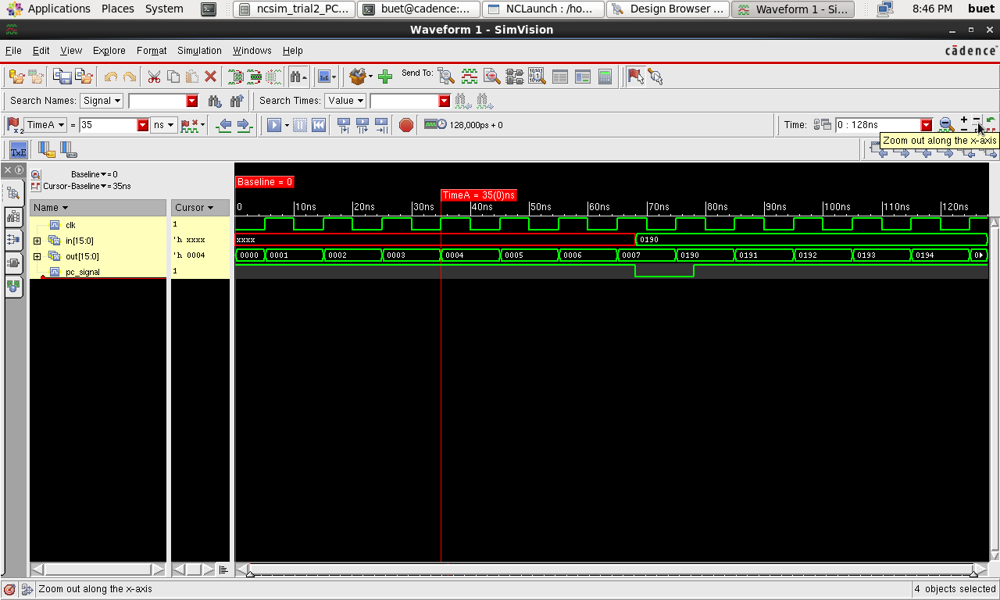 Applications Places System ncsim_trial2_PC... buet@cadence:... NCLaunch : /ho... Design Browser ... Waveform 1 - Si... 8:46 PM buet
Waveform 1 - SimVision
File Edit View Explore Format Simulation Windows Help cādence
Send To:
Search Names: Signal Search Times: Value
TimeA = 35 ns 128,000ps + 0 Time: 0 : 128ns
Zoom out along the x-axis
TxE
Baseline = 0
Cursor-Baseline = 35ns
Baseline = 0
TimeA = 35(0)ns
Name Cursor 0 10ns 20ns 30ns 40ns 50ns 60ns 70ns 80ns 90ns 100ns 110ns 120ns
clk 1
in[15:0] 'h xxxx xxxx 0190
out[15:0] 'h 0004 0000 0001 0002 0003 0004 0005 0006 0007 0190 0191 0192 0193 0194 0
pc_signal 1
Zoom out along the x-axis 4 objects selected